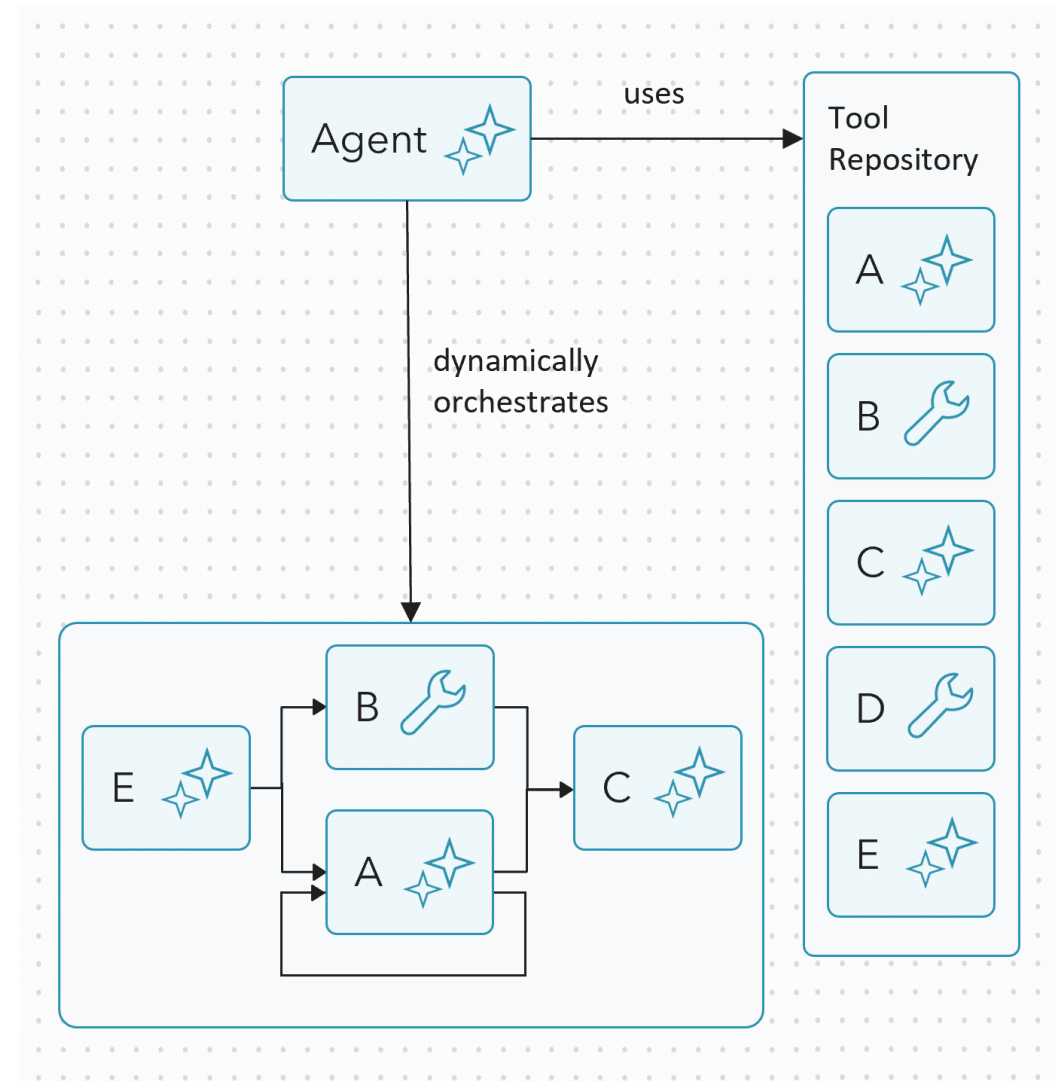 Agent
uses
Tool
Repository
A
B
C
D
E
dynamically
orchestrates
E
B
A
C